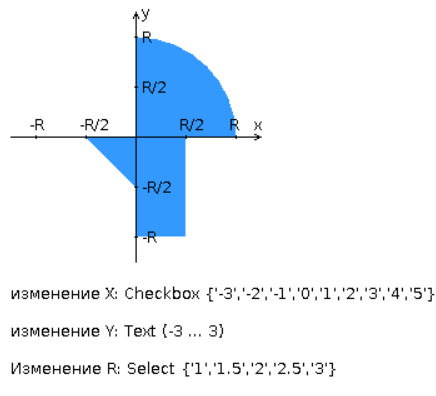 y
R
R/2
-R -R/2 R/2 R x
-R/2
-R
изменение X: Checkbox {'-3','-2','-1','0','1','2','3','4','5'}
изменение Y: Text (-3 ... 3)
Изменение R: Select {'1','1.5','2','2.5','3'}